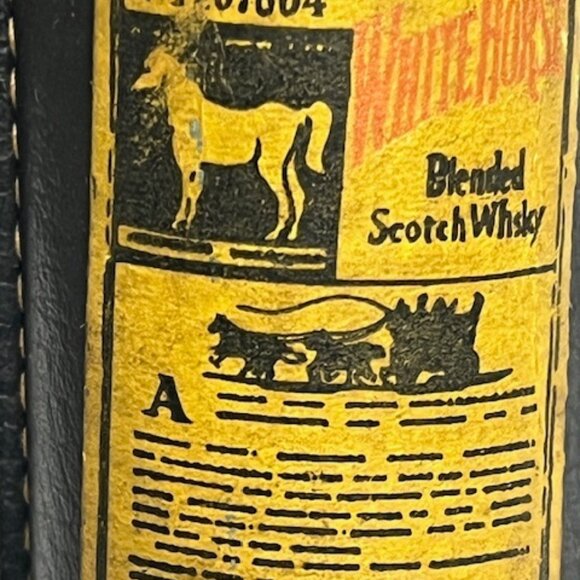 WHITE HORSE
Blended
Scotch Whisky
A